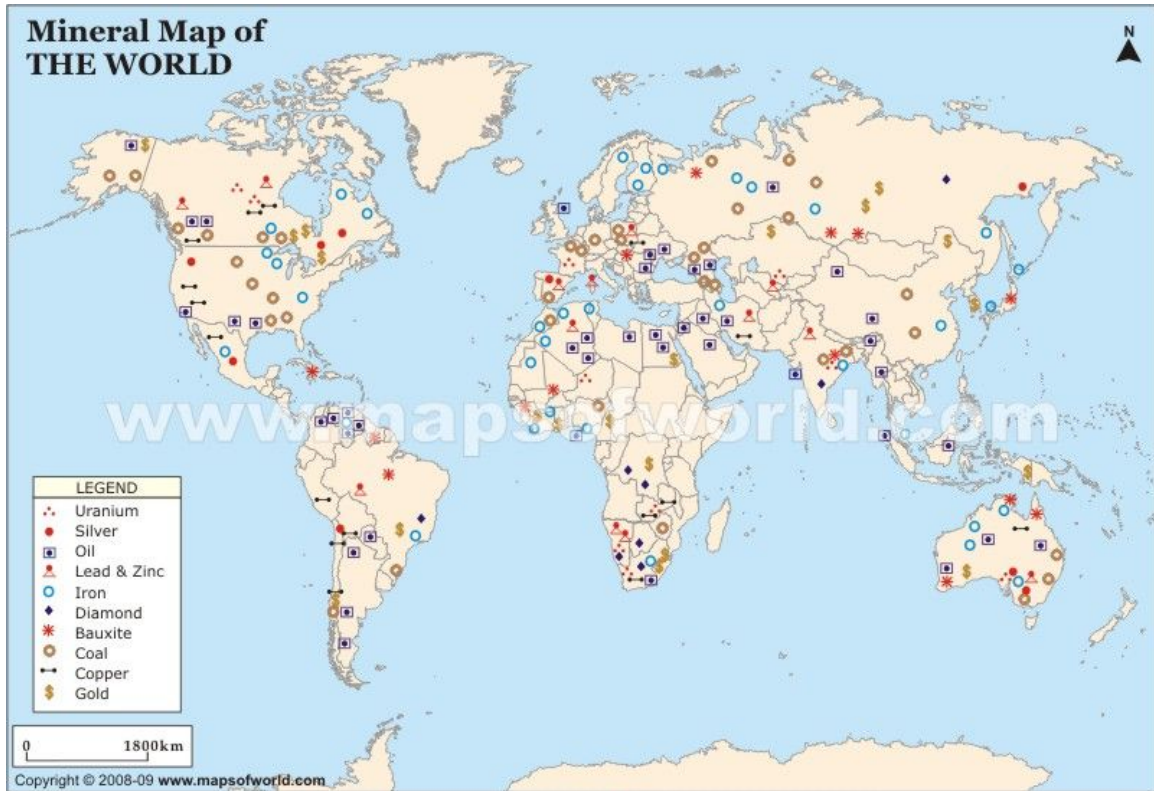 Mineral Map of
THE WORLD
N
www.mapsofworld.com
LEGEND
Uranium
Silver
Oil
Lead & Zinc
Iron
Diamond
Bauxite
Coal
Copper
Gold
0 1800km
Copyright © 2008-09 www.mapsofworld.com